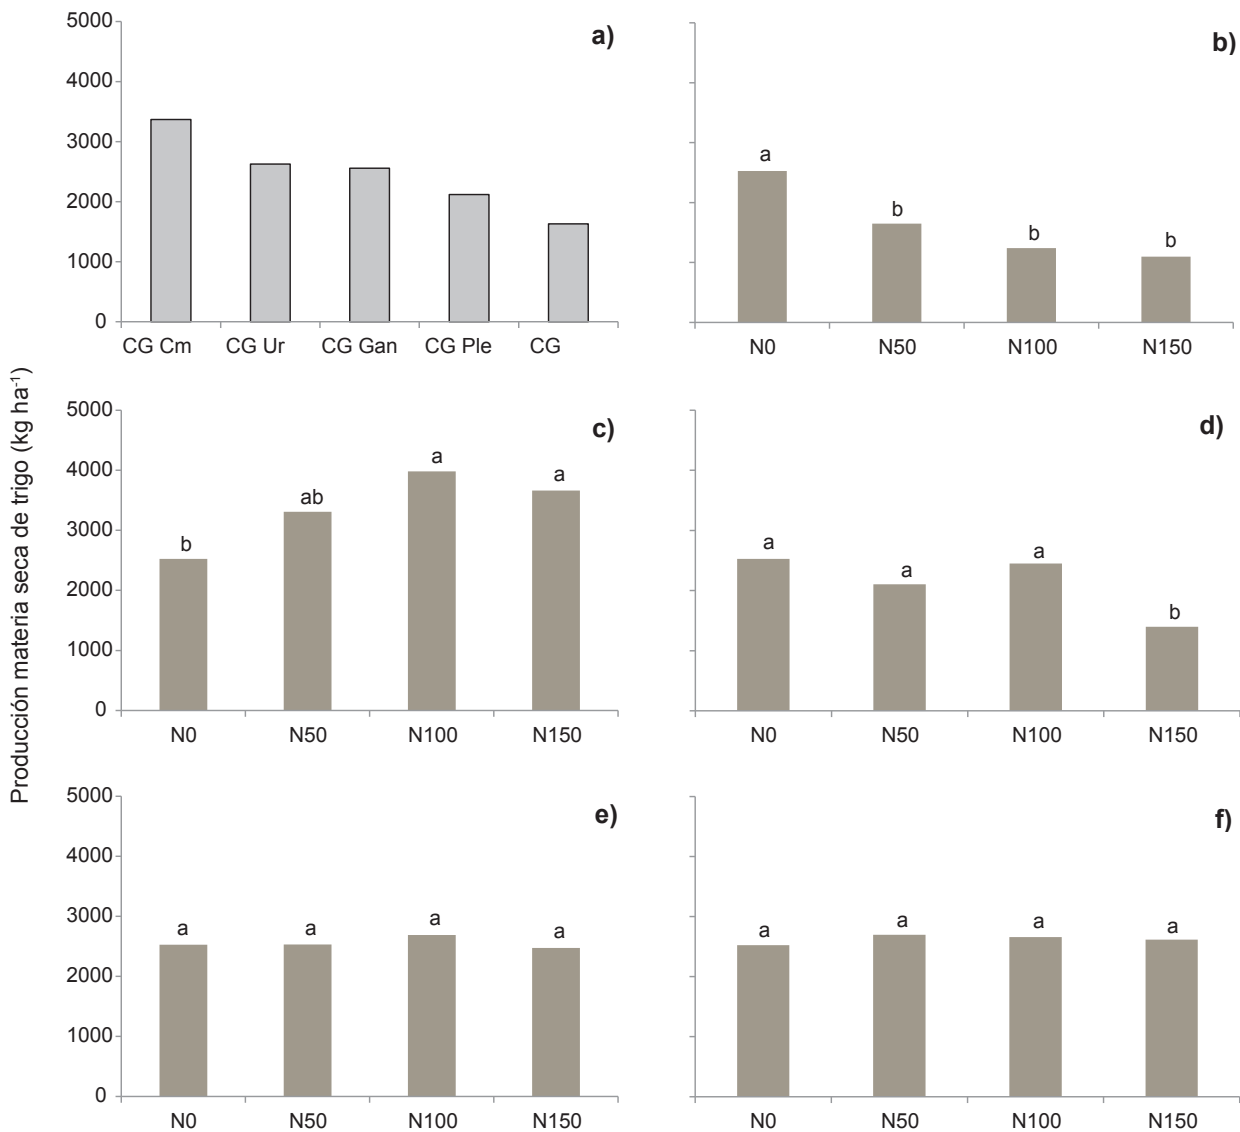 Producción materia seca de trigo (kg ha⁻¹)
a)
5000
4000
3000
2000
1000
0
CG Cm CG Ur CG Gan CG Ple CG
b)
a
b
b
b
N0 N50 N100 N150
c)
5000
4000
3000
2000
1000
0
b
ab
a
a
N0 N50 N100 N150
d)
a
a
a
b
N0 N50 N100 N150
e)
5000
4000
3000
2000
1000
0
a
a
a
a
N0 N50 N100 N150
f)
a
a
a
a
N0 N50 N100 N150